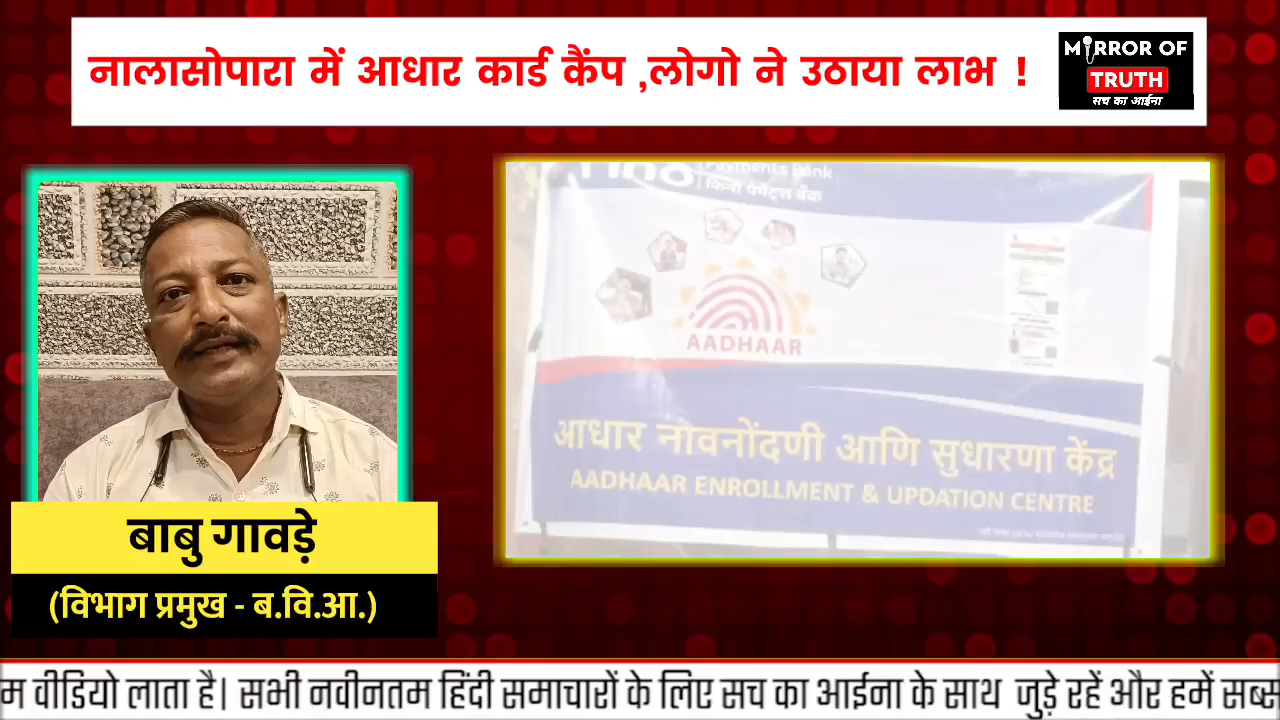 नालासोपारा में आधार कार्ड कैंप ,लोगो ने उठाया लाभ !
MIRROR OF
TRUTH
सच का आईना
Fino Payments Bank
फिनो पेमेंट्स बँक
AADHAAR
आधार नावनोंदणी आणि सुधारणा केंद्र
AADHAAR ENROLLMENT & UPDATION CENTRE
बाबु गावड़े
(विभाग प्रमुख - ब.वि.आ.)
म वीडियो लाता है। सभी नवीनतम हिंदी समाचारों के लिए सच का आईना के साथ जुड़े रहें और हमें सब्स